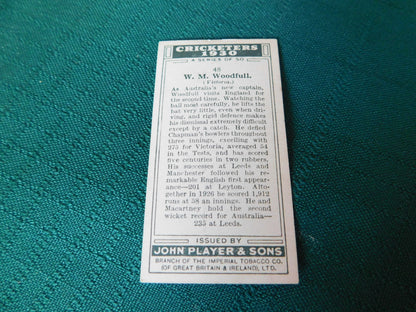 CRICKETERS
1930
A SERIES OF 50
48
W. M. Woodfull.
(Victoria.)
As Australia's new captain,
Woodfull visits England for
the second time. Watching the
ball most carefully, he lifts the
bat very little, even when dri-
ving, and rigid defence makes
his dismissal extremely difficult
except by a catch. He defied
Chapman's bowlers throughout
three innings, excelling with
275 for Victoria, averaged 54
in the Tests, and has scored
five centuries in two rubbers.
His successes at Leeds and
Manchester followed his re-
markable English first appear-
ance—201 at Leyton. Alto-
gether in 1926 he scored 1,912
runs at 58 an innings. He and
Macartney hold the second
wicket record for Australia—
235 at Leeds.
ISSUED BY
JOHN PLAYER & SONS
BRANCH OF THE IMPERIAL TOBACCO CO.
(OF GREAT BRITAIN & IRELAND), LTD.